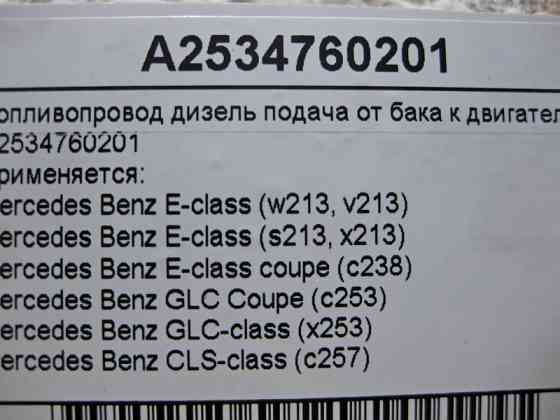 A2534760201
опливопровод дизель подача от бака к двигател
2534760201
рименяется:
ercedes Benz E-class (w213, v213)
ercedes Benz E-class (s213, x213)
ercedes Benz E-class coupe (c238)
ercedes Benz GLC Coupe (c253)
ercedes Benz GLC-class (x253)
ercedes Benz CLS-class (c257)